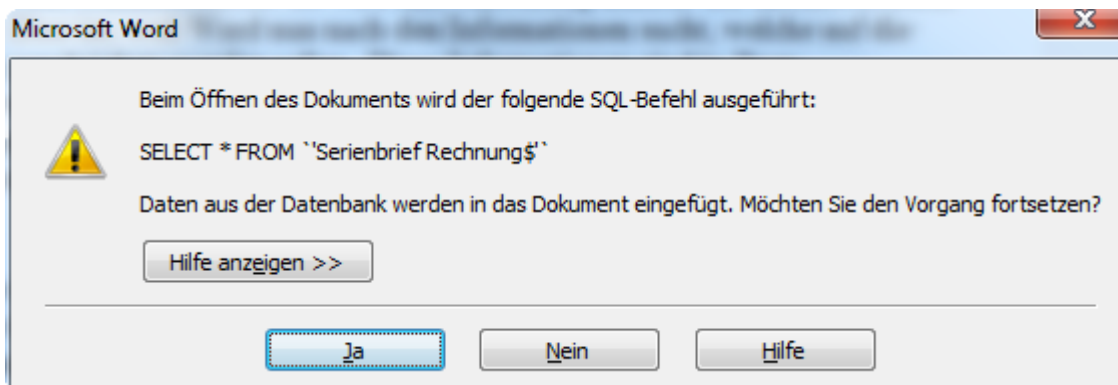 Microsoft Word
Beim Öffnen des Dokuments wird der folgende SQL-Befehl ausgeführt:
SELECT * FROM `'Serienbrief Rechnung$'`
Daten aus der Datenbank werden in das Dokument eingefügt. Möchten Sie den Vorgang fortsetzen?
Hilfe anzeigen >>
Ja
Nein
Hilfe